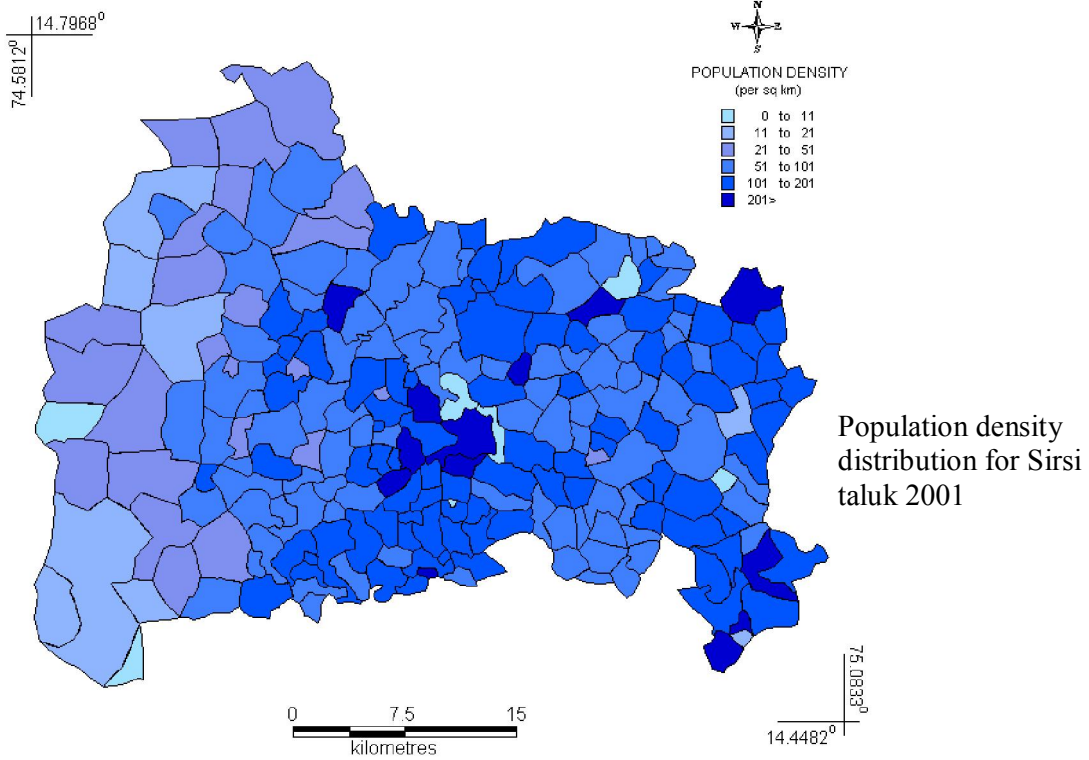 14.7968⁰
74.5812⁰
N
W E
S
POPULATION DENSITY
(per sq km)
0 to 11
11 to 21
21 to 51
51 to 101
101 to 201
201>
Population density
distribution for Sirsi
taluk 2001
0 7.5 15
kilometres
75.0833⁰
14.4482⁰